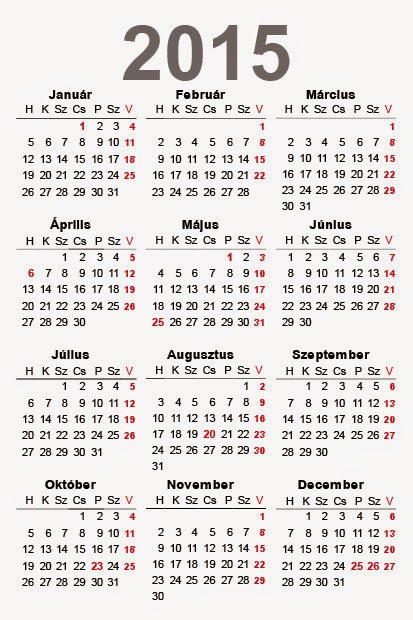 2015
Január
H K Sz Cs P Sz V
1 2 3 4
5 6 7 8 9 10 11
12 13 14 15 16 17 18
19 20 21 22 23 24 25
26 27 28 29 30 31
Február
H K Sz Cs P Sz V
1
2 3 4 5 6 7 8
9 10 11 12 13 14 15
16 17 18 19 20 21 22
23 24 25 26 27 28
Március
H K Sz Cs P Sz V
1
2 3 4 5 6 7 8
9 10 11 12 13 14 15
16 17 18 19 20 21 22
23 24 25 26 27 28 29
30 31
Április
H K Sz Cs P Sz V
1 2 3 4 5
6 7 8 9 10 11 12
13 14 15 16 17 18 19
20 21 22 23 24 25 26
27 28 29 30
Május
H K Sz Cs P Sz V
1 2 3
4 5 6 7 8 9 10
11 12 13 14 15 16 17
18 19 20 21 22 23 24
25 26 27 28 29 30 31
Június
H K Sz Cs P Sz V
1 2 3 4 5 6 7
8 9 10 11 12 13 14
15 16 17 18 19 20 21
22 23 24 25 26 27 28
29 30
Július
H K Sz Cs P Sz V
1 2 3 4 5
6 7 8 9 10 11 12
13 14 15 16 17 18 19
20 21 22 23 24 25 26
27 28 29 30 31
Augusztus
H K Sz Cs P Sz V
1 2
3 4 5 6 7 8 9
10 11 12 13 14 15 16
17 18 19 20 21 22 23
24 25 26 27 28 29 30
31
Szeptember
H K Sz Cs P Sz V
1 2 3 4 5 6
7 8 9 10 11 12 13
14 15 16 17 18 19 20
21 22 23 24 25 26 27
28 29 30
Október
H K Sz Cs P Sz V
1 2 3 4
5 6 7 8 9 10 11
12 13 14 15 16 17 18
19 20 21 22 23 24 25
26 27 28 29 30 31
November
H K Sz Cs P Sz V
1
2 3 4 5 6 7 8
9 10 11 12 13 14 15
16 17 18 19 20 21 22
23 24 25 26 27 28 29
30
December
H K Sz Cs P Sz V
1 2 3 4 5 6
7 8 9 10 11 12 13
14 15 16 17 18 19 20
21 22 23 24 25 26 27
28 29 30 31